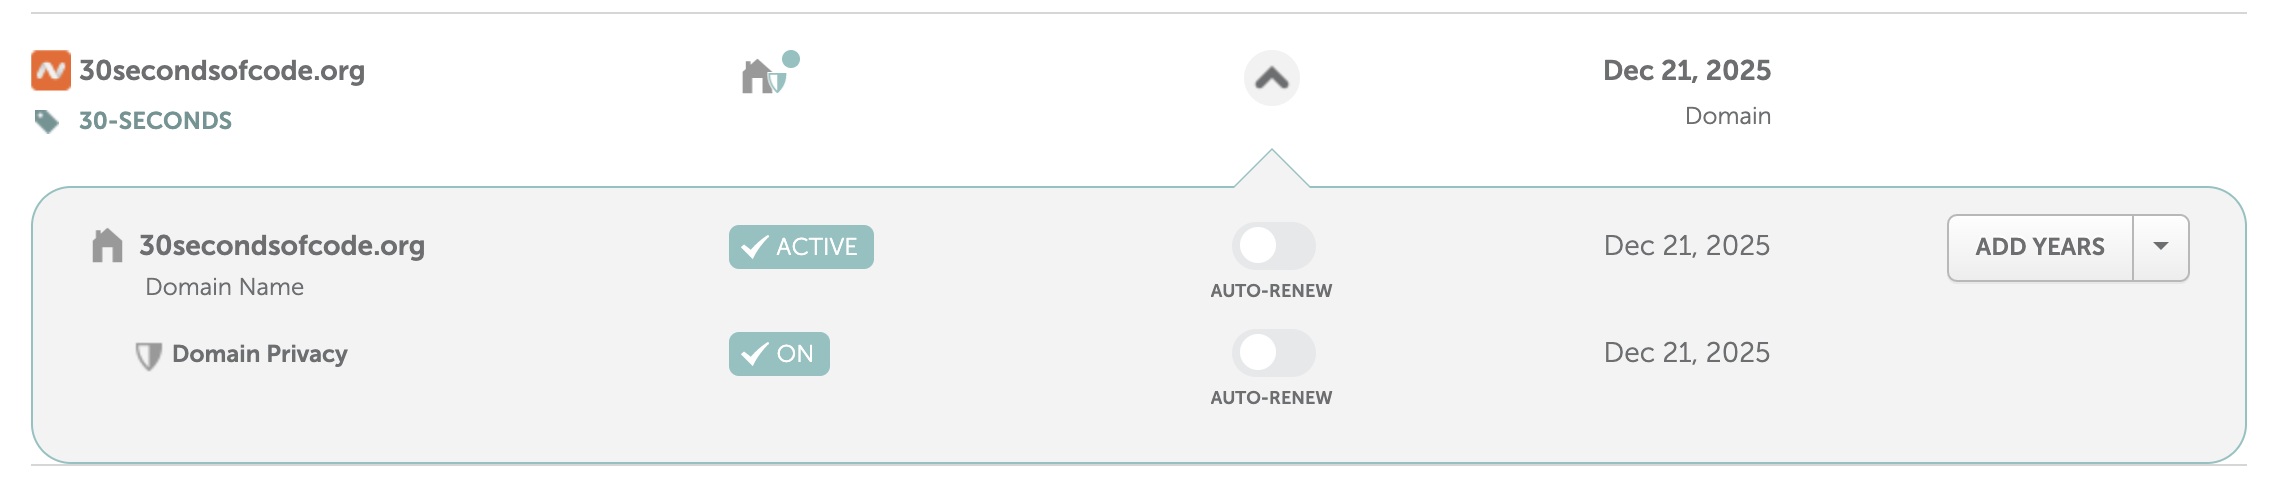 30secondsofcode.org Dec 21, 2025
30-SECONDS Domain
30secondsofcode.org ACTIVE Dec 21, 2025 ADD YEARS
Domain Name AUTO-RENEW
Domain Privacy ON Dec 21, 2025
AUTO-RENEW